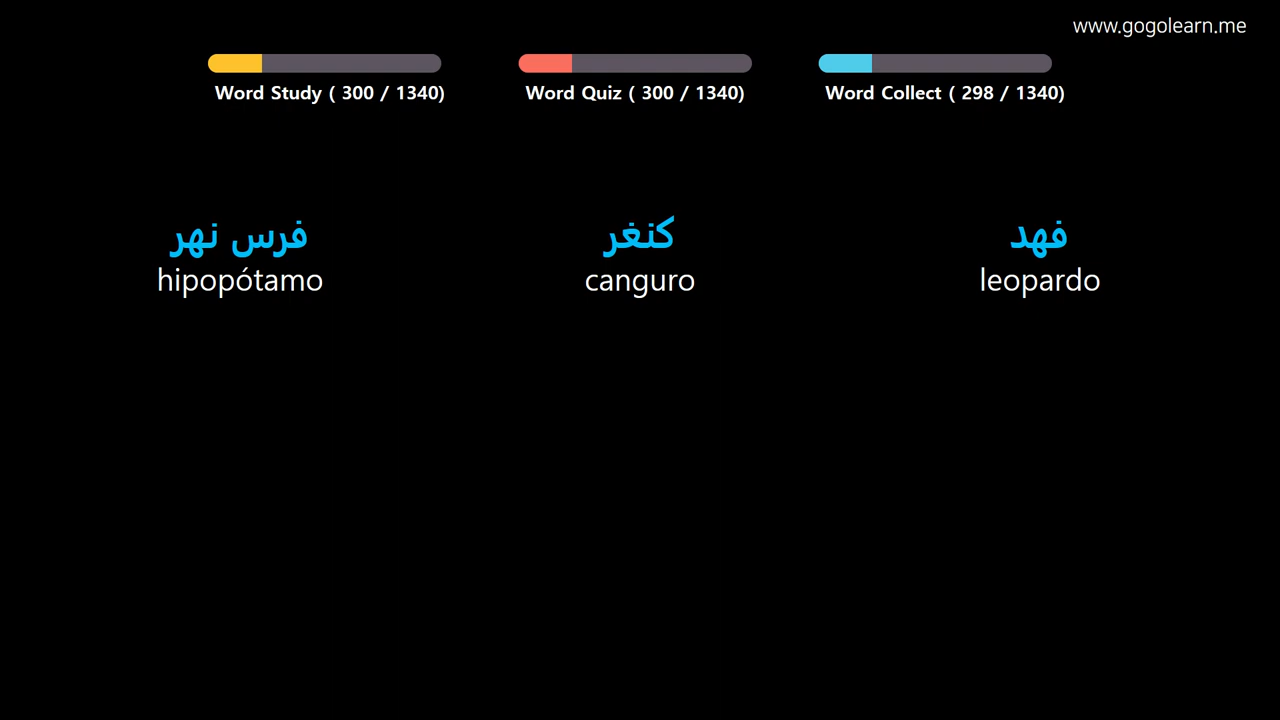 www.gogolearn.me
Word Study ( 300 / 1340)
Word Quiz ( 300 / 1340)
Word Collect ( 298 / 1340)
فرس نهر
hipopótamo
كنغر
canguro
فهد
leopardo